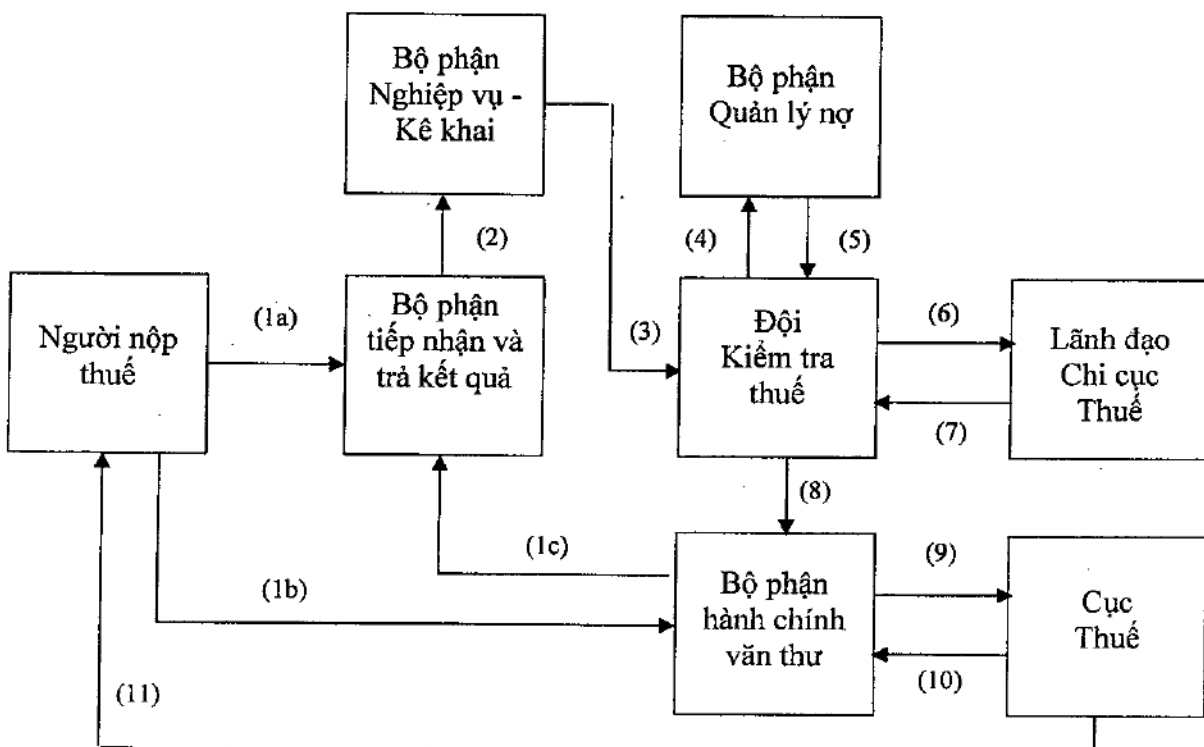 Bộ phận
Nghiệp vụ -
Kê khai
Bộ phận
Quản lý nợ
(2)
(4)
(5)
Người nộp
thuế
(1a)
Bộ phận
tiếp nhận và
trả kết quả
(3)
Đội
Kiểm tra
thuế
(6)
(7)
Lãnh đạo
Chi cục
Thuế
(8)
(1c)
(1b)
Bộ phận
hành chính
văn thư
(9)
(10)
Cục
Thuế
(11)